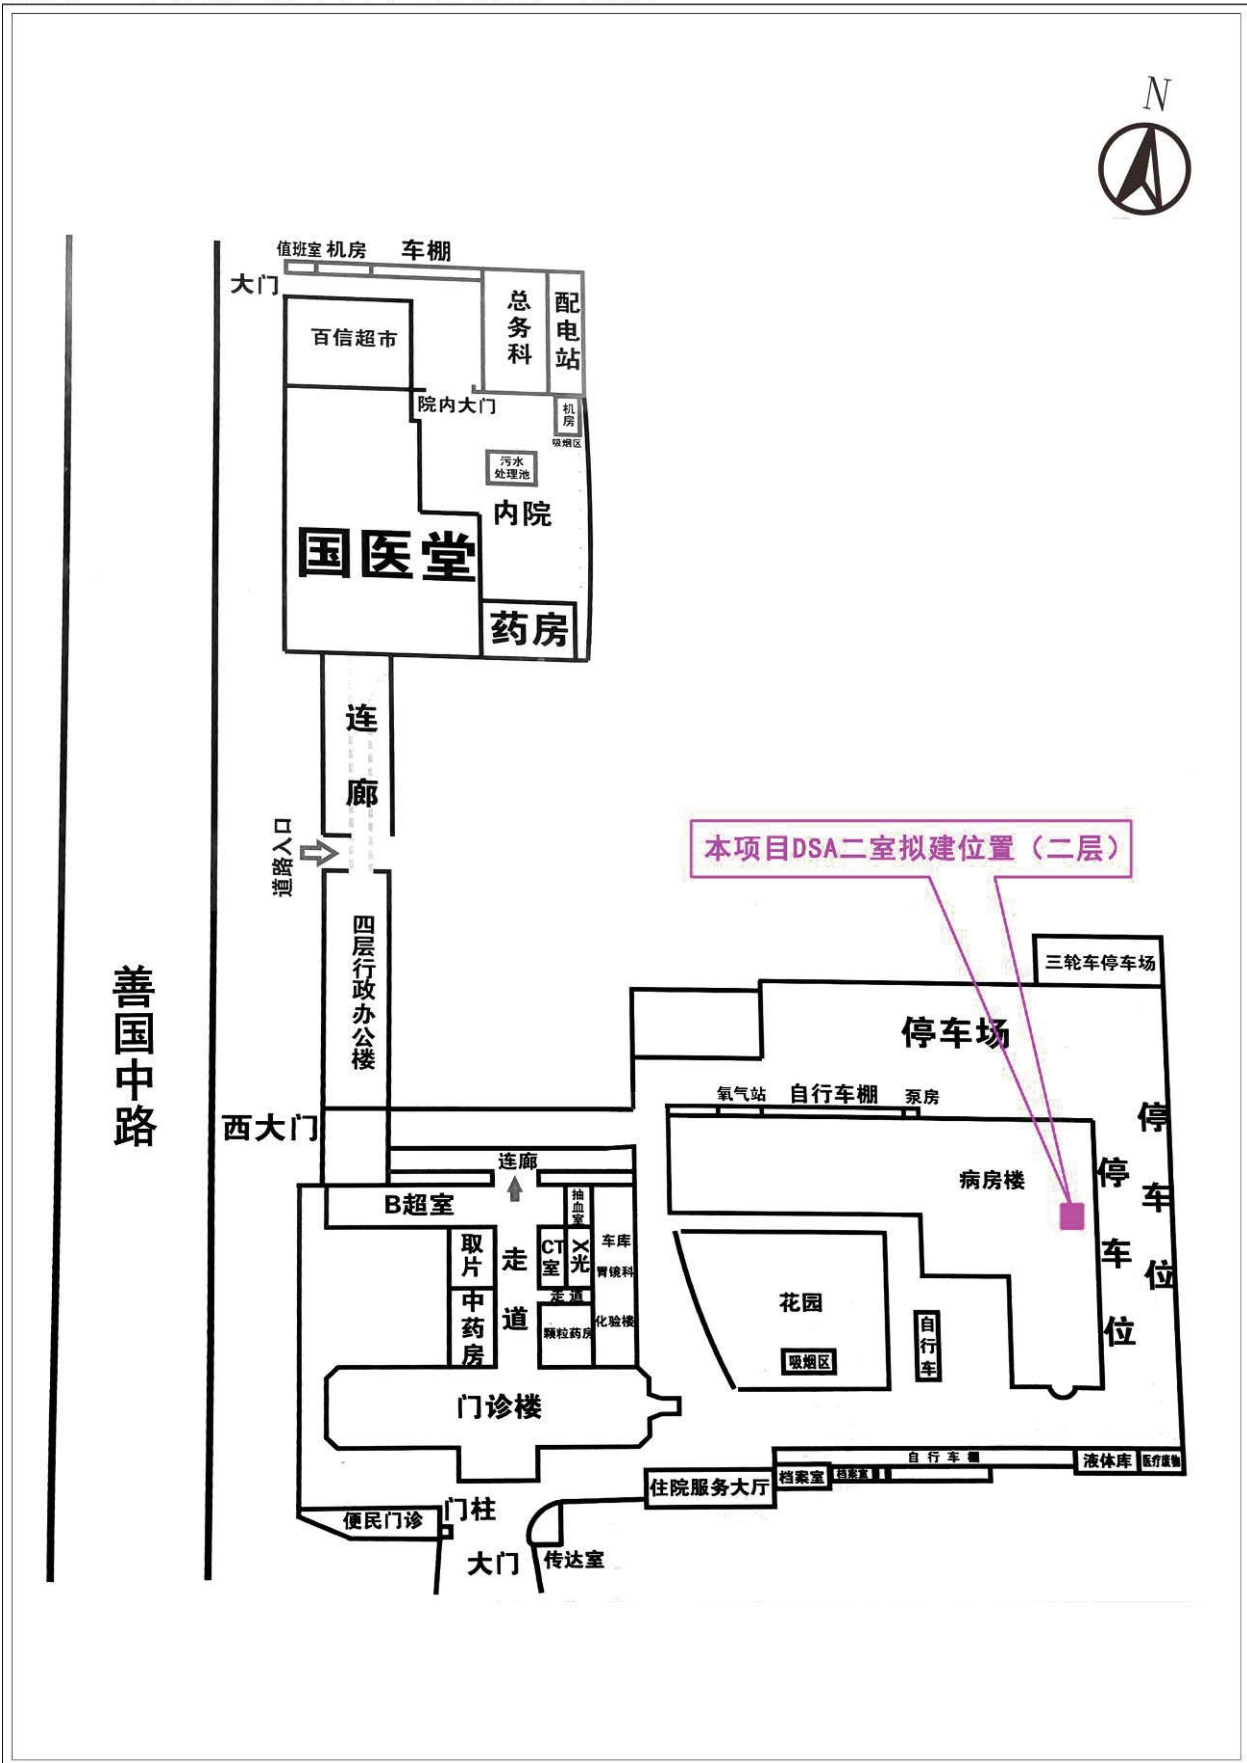 N
值班室 机房 车棚
大门
总务科
配电站
百信超市
院内大门
机房
吸烟区
污水
处理池
内院
国医堂
药房
连廊
道路入口
本项目DSA二室拟建位置（二层）
四层行政办公楼
善国中路
三轮车停车场
停车场
氧气站 自行车棚 泵房
西大门
停车位
停车位
连廊
病房楼
B超室
抽血室
取片
走道
CT室
X光
车库
胃镜科
走道
中药房
颗粒药房
化验楼
花园
自行车
吸烟区
门诊楼
自行车棚
液体库
医疗废物
住院服务大厅
档案室
档案室
便民门诊
门柱
大门
传达室